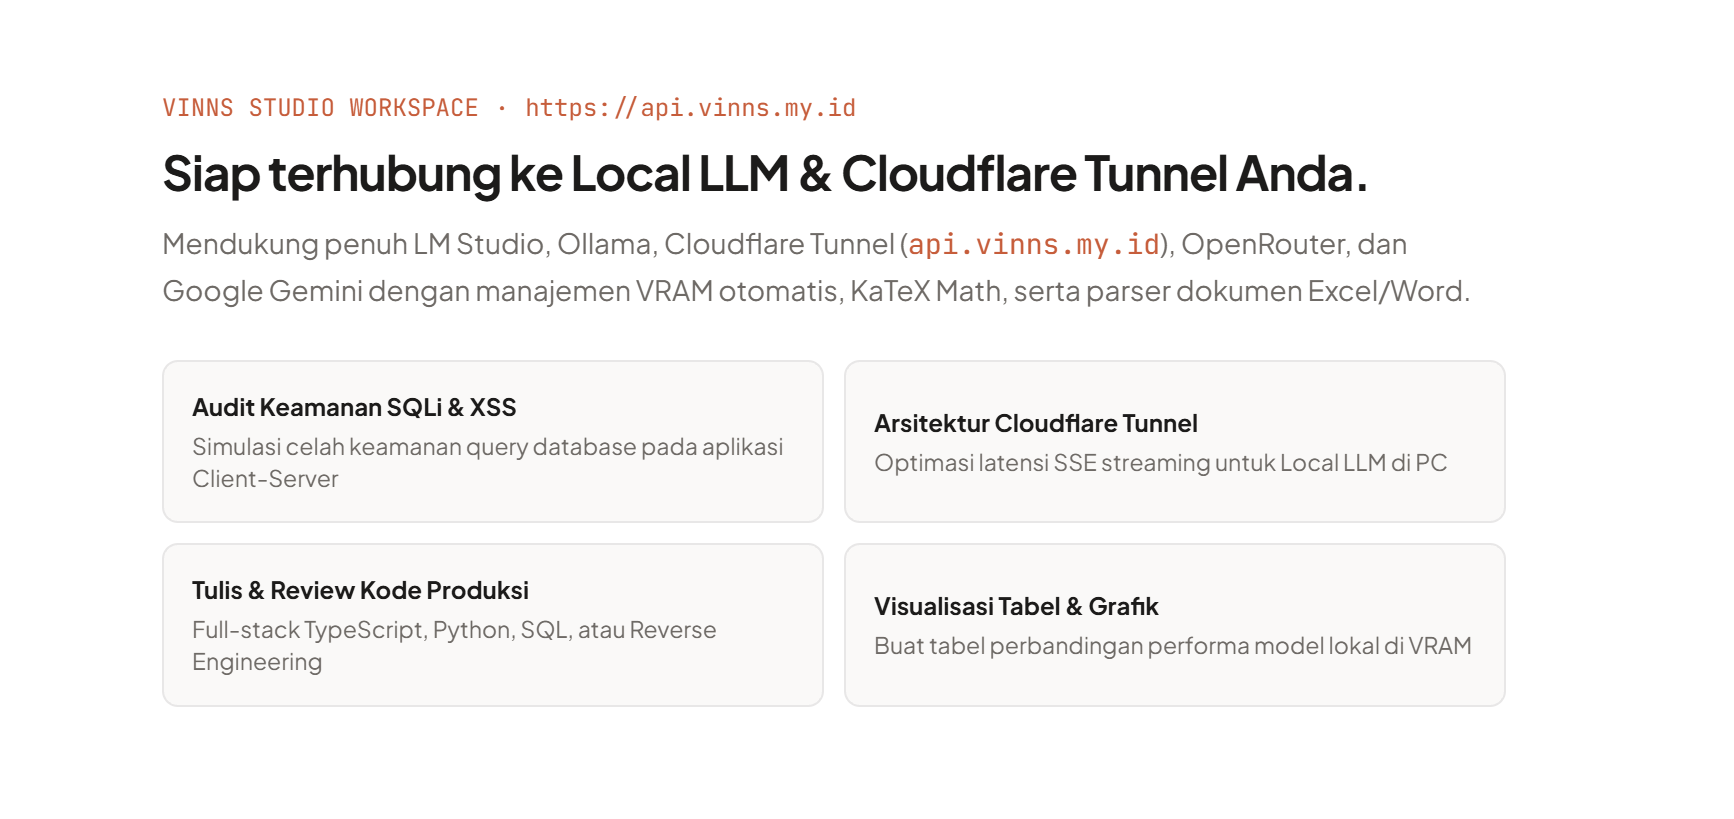 VINNS STUDIO WORKSPACE · https://api.vinns.my.id
Siap terhubung ke Local LLM & Cloudflare Tunnel Anda.
Mendukung penuh LM Studio, Ollama, Cloudflare Tunnel (api.vinns.my.id), OpenRouter, dan
Google Gemini dengan manajemen VRAM otomatis, KaTeX Math, serta parser dokumen Excel/Word.
Audit Keamanan SQLi & XSS
Simulasi celah keamanan query database pada aplikasi
Client-Server
Arsitektur Cloudflare Tunnel
Optimasi latensi SSE streaming untuk Local LLM di PC
Tulis & Review Kode Produksi
Full-stack TypeScript, Python, SQL, atau Reverse
Engineering
Visualisasi Tabel & Grafik
Buat tabel perbandingan performa model lokal di VRAM